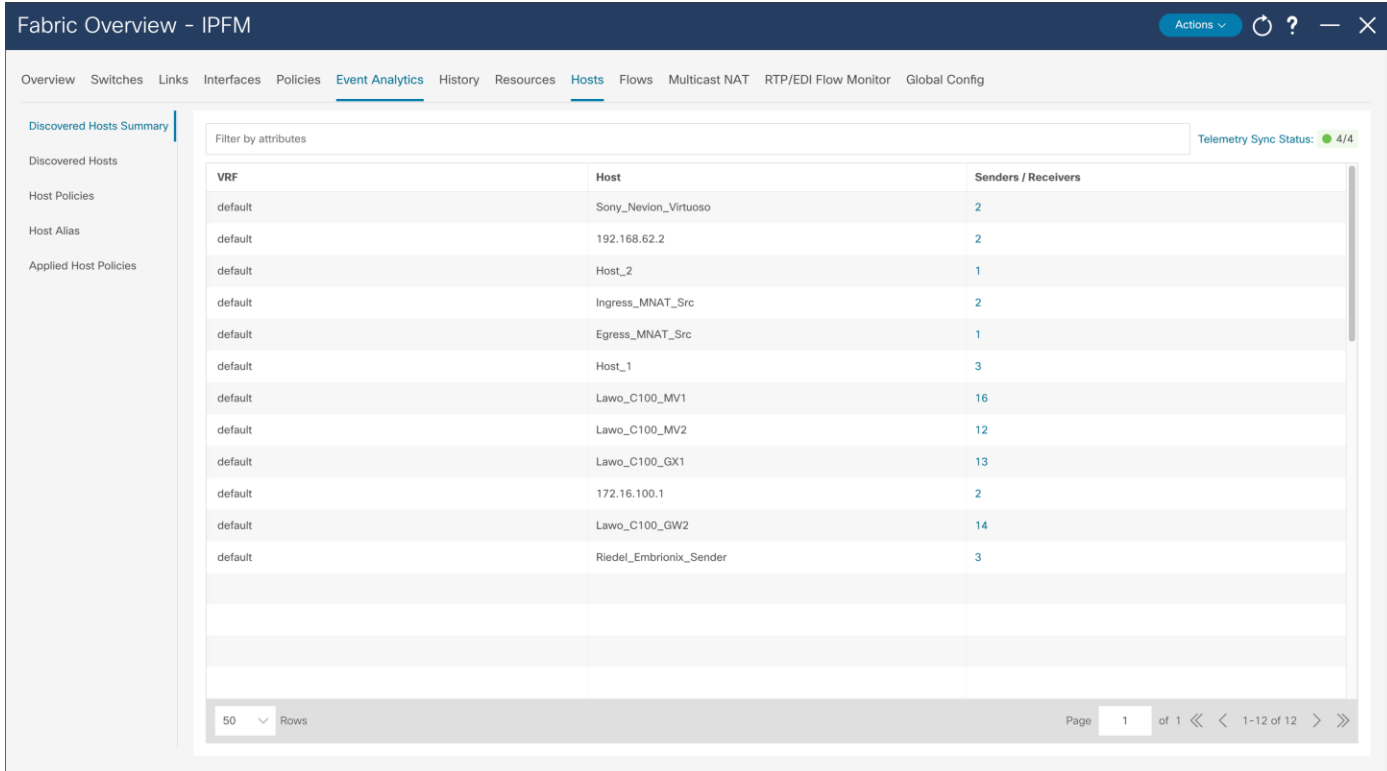 Fabric Overview - IPFM
Actions
?
Overview Switches Links Interfaces Policies Event Analytics History Resources Hosts Flows Multicast NAT RTP/EDI Flow Monitor Global Config
Discovered Hosts Summary
Discovered Hosts
Host Policies
Host Alias
Applied Host Policies
Filter by attributes
Telemetry Sync Status: 4/4
VRF Host Senders / Receivers
default Sony_Nevion_Virtuoso 2
default 192.168.62.2 2
default Host_2 1
default Ingress_MNAT_Src 2
default Egress_MNAT_Src 1
default Host_1 3
default Lawo_C100_MV1 16
default Lawo_C100_MV2 12
default Lawo_C100_GX1 13
default 172.16.100.1 2
default Lawo_C100_GW2 14
default Riedel_Embrionix_Sender 3
50 Rows Page 1 of 1 1-12 of 12